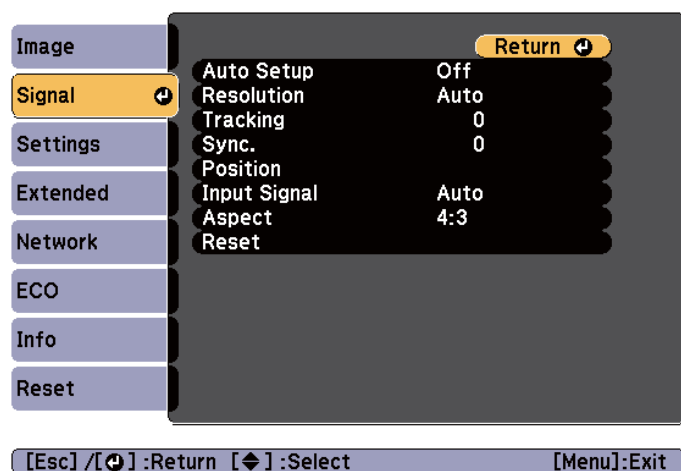 Image
Signal
Settings
Extended
Network
ECO
Info
Reset
Return
Auto Setup Off
Resolution Auto
Tracking 0
Sync. 0
Position
Input Signal Auto
Aspect 4:3
Reset
[Esc] /[⏎] :Return [◆] :Select [Menu]:Exit